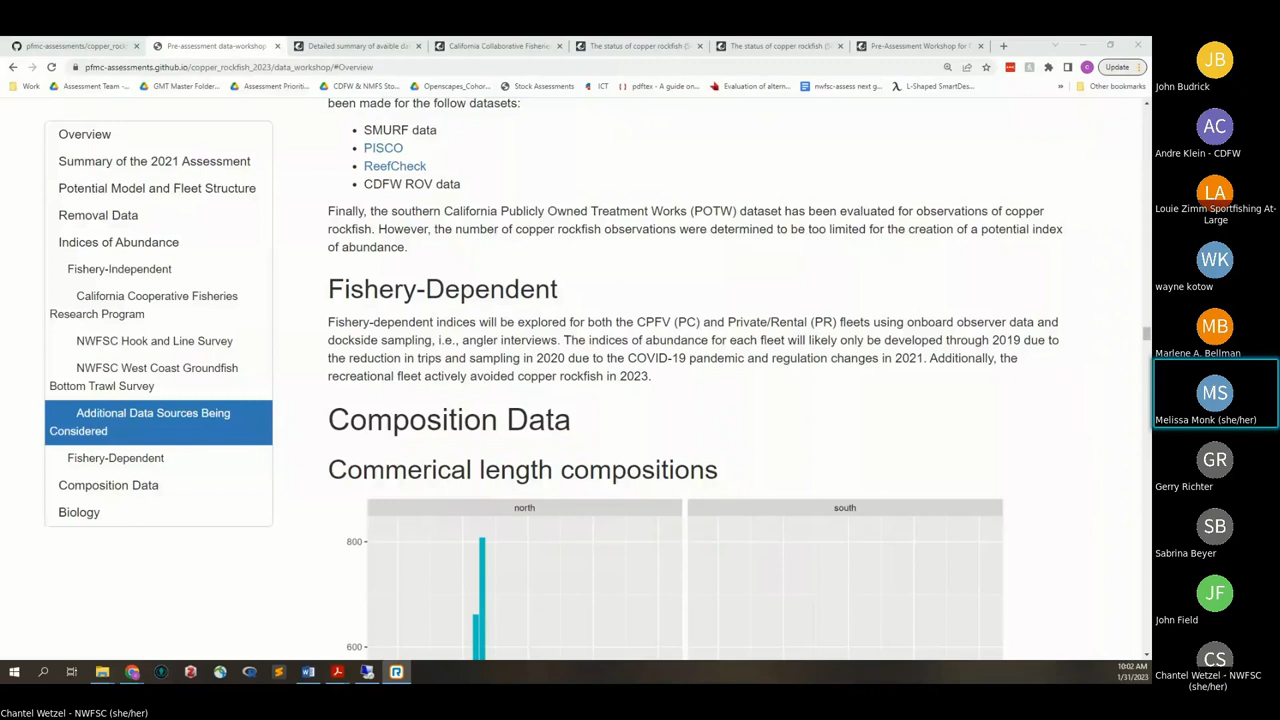 pfmc-assessments/copper_rock
Pre-assessment data-workshop
Detailed summary of avaible dat
California Collaborative Fisheries
The status of copper rockfish (Se
The status of copper rockfish (Se
Pre-Assessment Workshop for
pfmc-assessments.github.io/copper_rockfish_2023/data_workshop/#Overview
Update
Work
Assessment Team -...
GMT Master Folder...
Assessment Prioriti...
CDFW & NMFS Sto...
Openscapes_Cohor...
Stock Assessments
ICT
pdftex - A guide on...
Evaluation of altern...
nwfsc-assess next g...
L-Shaped SmartDes...
»
Other bookmarks
Overview
Summary of the 2021 Assessment
Potential Model and Fleet Structure
Removal Data
Indices of Abundance
Fishery-Independent
California Cooperative Fisheries
Research Program
NWFSC Hook and Line Survey
NWFSC West Coast Groundfish
Bottom Trawl Survey
Additional Data Sources Being
Considered
Fishery-Dependent
Composition Data
Biology
been made for the follow datasets:
• SMURF data
• PISCO
• ReefCheck
• CDFW ROV data
Finally, the southern California Publicly Owned Treatment Works (POTW) dataset has been evaluated for observations of copper
rockfish. However, the number of copper rockfish observations were determined to be too limited for the creation of a potential index
of abundance.
Fishery-Dependent
Fishery-dependent indices will be explored for both the CPFV (PC) and Private/Rental (PR) fleets using onboard observer data and
dockside sampling, i.e., angler interviews. The indices of abundance for each fleet will likely only be developed through 2019 due to
the reduction in trips and sampling in 2020 due to the COVID-19 pandemic and regulation changes in 2021. Additionally, the
recreational fleet actively avoided copper rockfish in 2023.
Composition Data
Commerical length compositions
north
south
800
600
10:02 AM
1/31/2023
JB
John Budrick
AC
Andre Klein - CDFW
LA
Louie Zimm Sportfishing At-
Large
WK
wayne kotow
MB
Marlene A. Bellman
MS
Melissa Monk (she/her)
GR
Gerry Richter
SB
Sabrina Beyer
JF
John Field
CS
Chantel Wetzel - NWFSC
(she/her)
Chantel Wetzel - NWFSC (she/her)